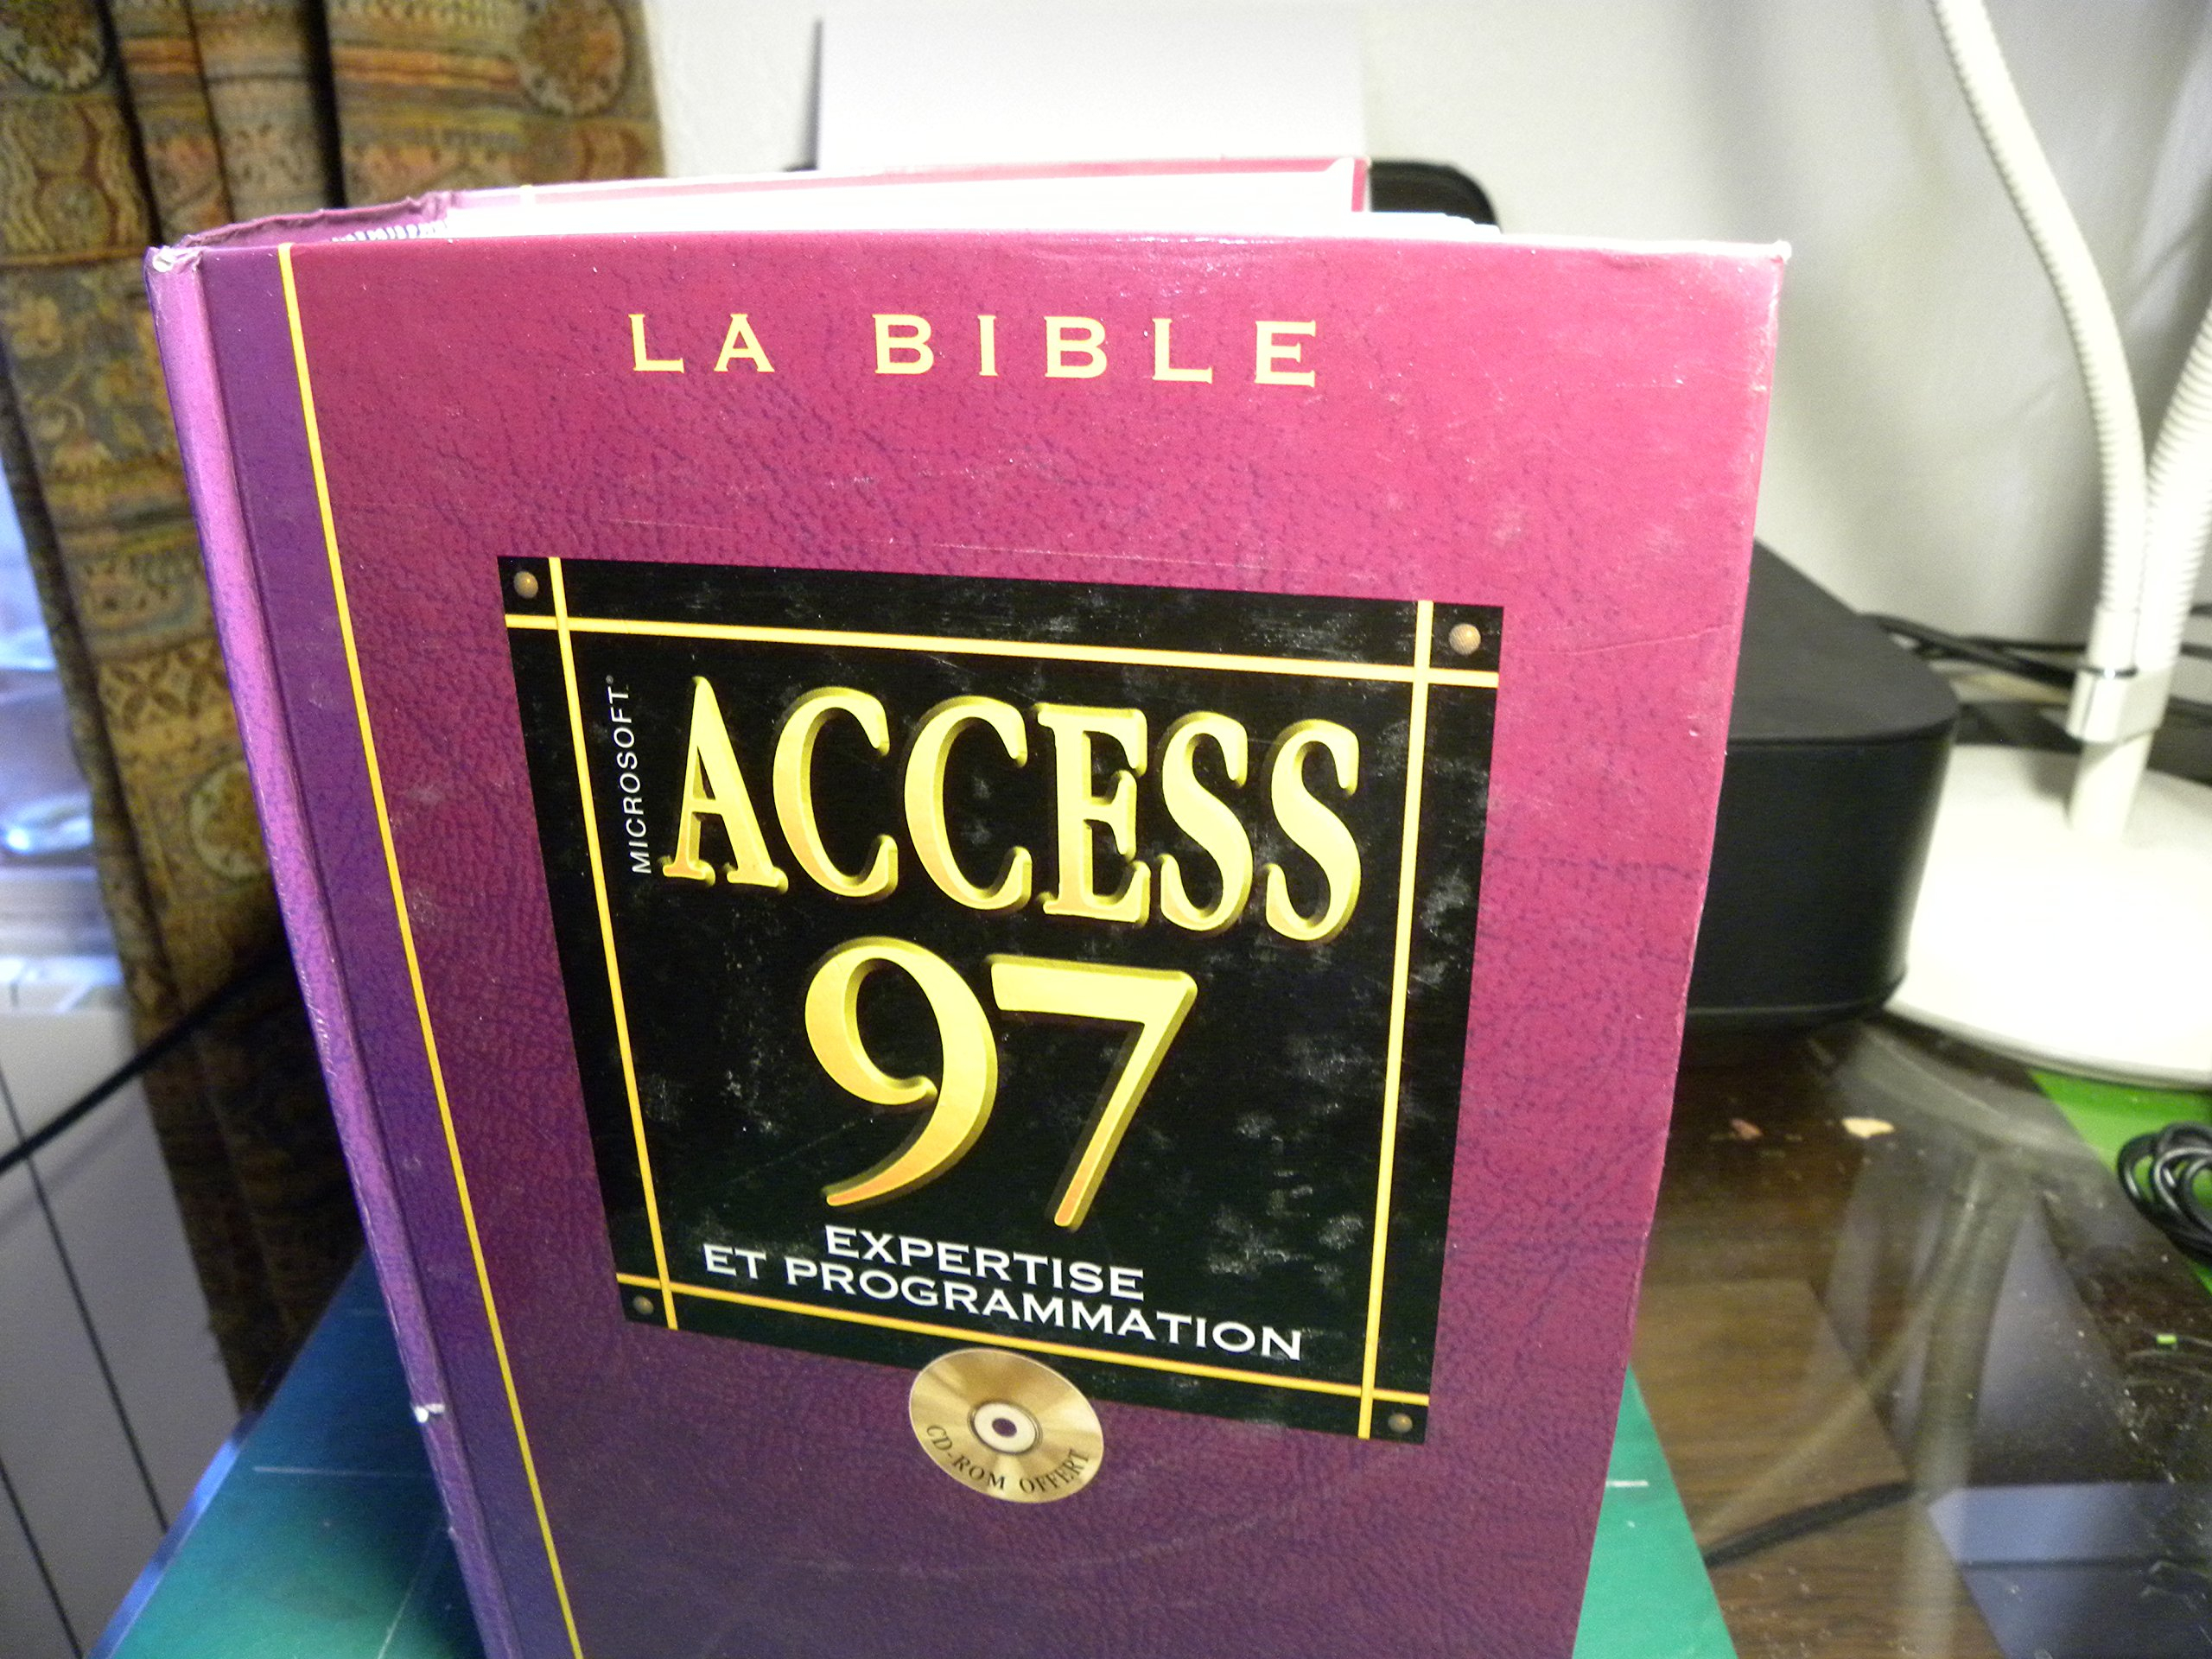 LA BIBLE
MICROSOFT®
ACCESS
97
EXPERTISE
ET PROGRAMMATION
CD-ROM OFFERT